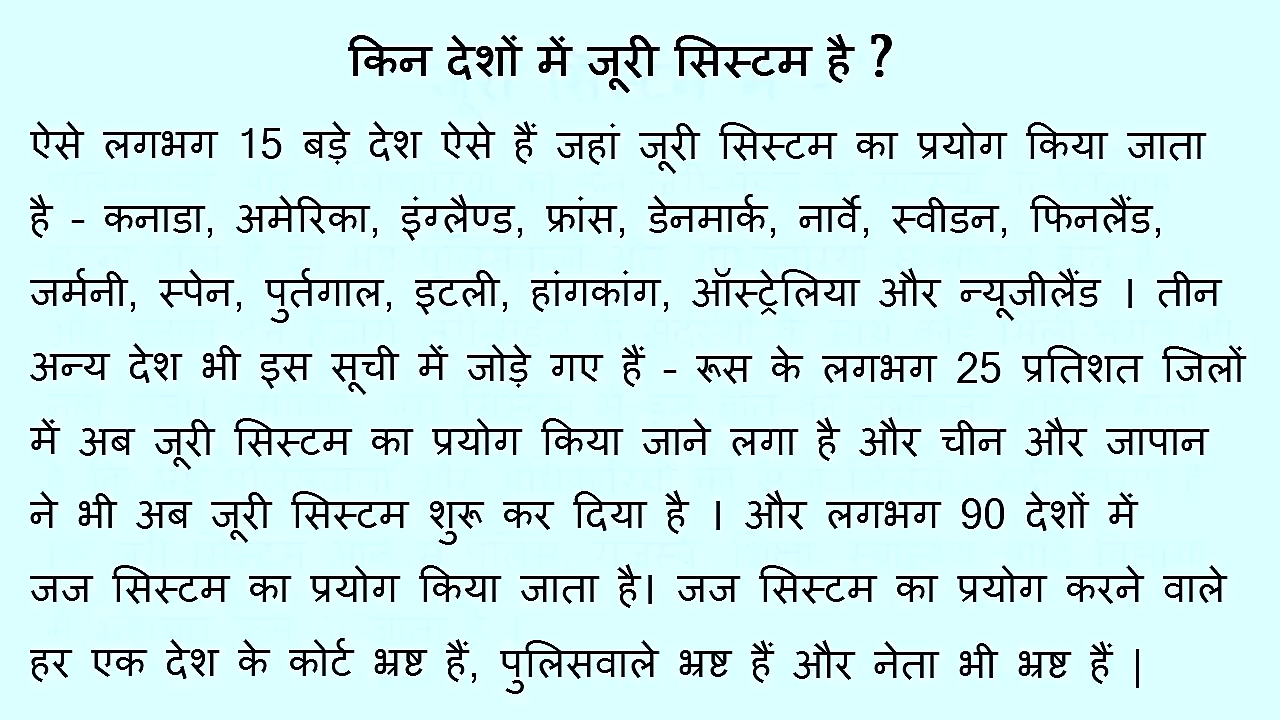 किन देशों में जूरी सिस्टम है ?
ऐसे लगभग 15 बड़े देश ऐसे हैं जहां जूरी सिस्टम का प्रयोग किया जाता
है - कनाडा, अमेरिका, इंग्लैण्ड, फ्रांस, डेनमार्क, नार्वे, स्वीडन, फिनलैंड,
जर्मनी, स्पेन, पुर्तगाल, इटली, हांगकांग, ऑस्ट्रेलिया और न्यूजीलैंड । तीन
अन्य देश भी इस सूची में जोड़े गए हैं - रूस के लगभग 25 प्रतिशत जिलों
में अब जूरी सिस्टम का प्रयोग किया जाने लगा है और चीन और जापान
ने भी अब जूरी सिस्टम शुरू कर दिया है । और लगभग 90 देशों में
जज सिस्टम का प्रयोग किया जाता है। जज सिस्टम का प्रयोग करने वाले
हर एक देश के कोर्ट भ्रष्ट हैं, पुलिसवाले भ्रष्ट हैं और नेता भी भ्रष्ट हैं |